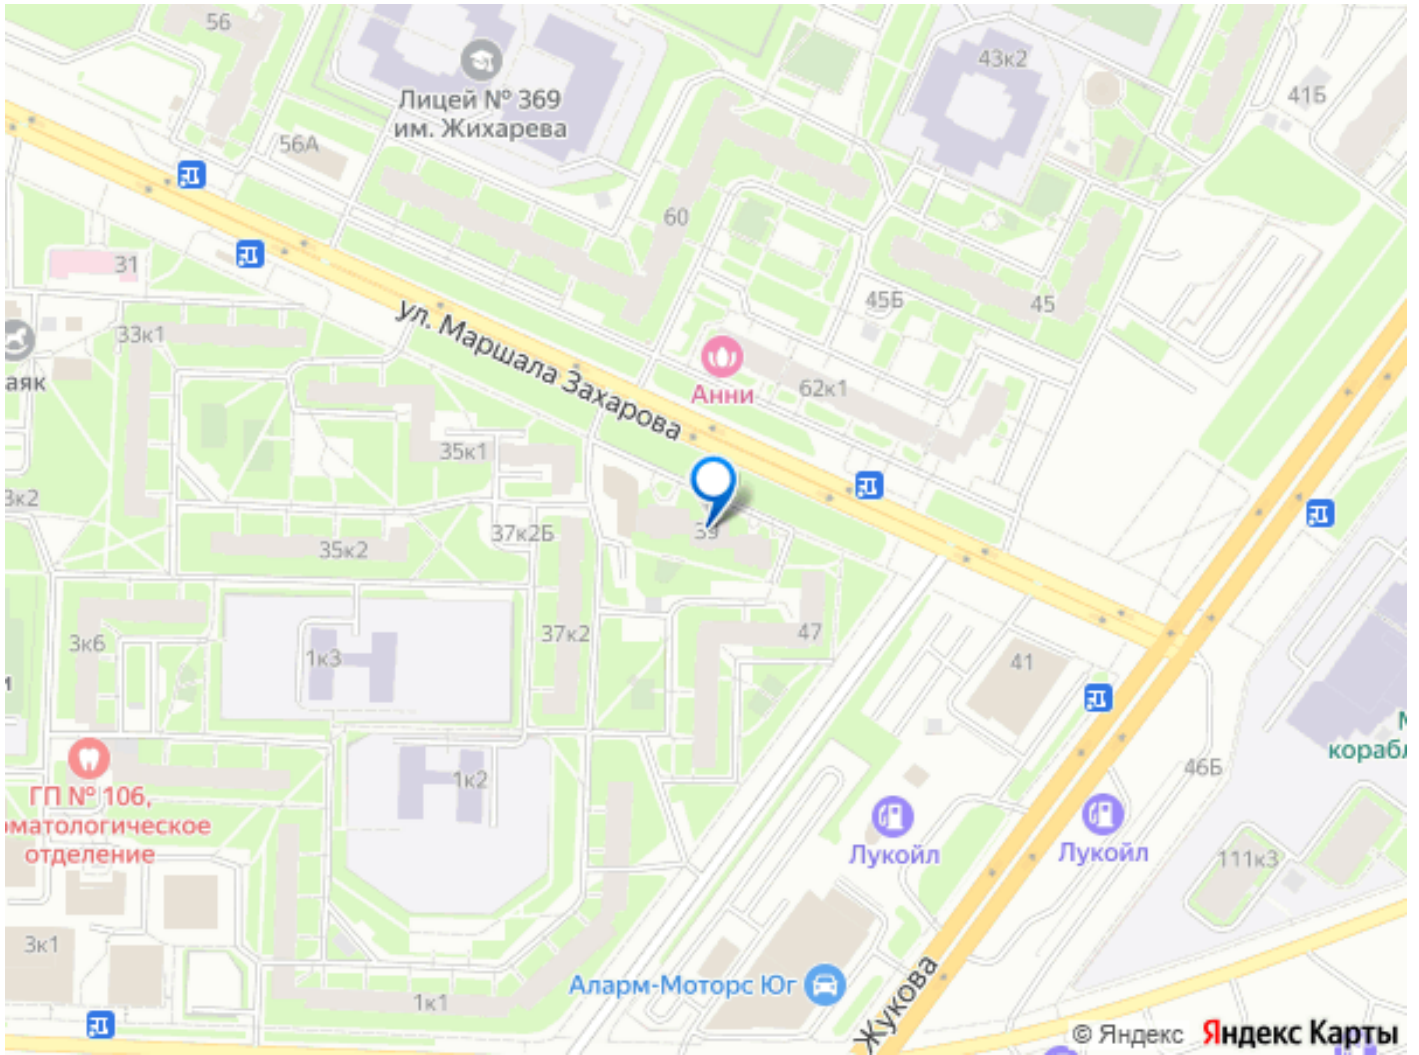 56
43к2
41Б
Лицей № 369
им. Жихарева
56А
60
31
45Б
45
33к1
ул. Маршала Захарова
аяк
Анни
62к1
35к1
3к2
37к2Б
39
35к2
3к6
37к2
47
1к3
41
и
М
корабл
46Б
1к2
ГП № 106,
оматологическое
отделение
Лукойл
Лукойл
111к3
3к1
Аларм-Моторс Юг
Жукова
1к1
© Яндекс Яндекс Карты